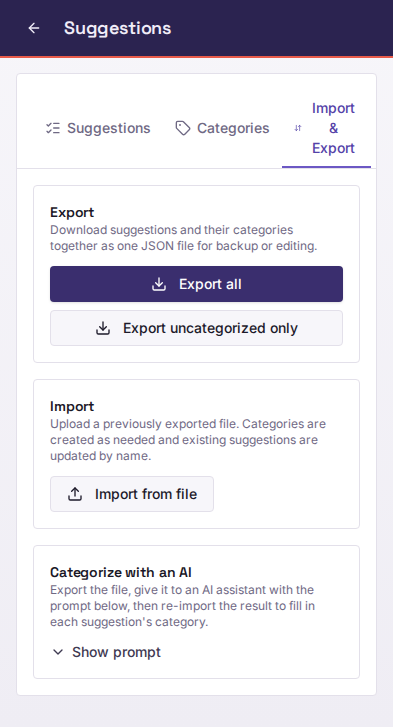 Suggestions
Suggestions
Categories
Import
&
Export
Export
Download suggestions and their categories
together as one JSON file for backup or editing.
Export all
Export uncategorized only
Import
Upload a previously exported file. Categories are
created as needed and existing suggestions are
updated by name.
Import from file
Categorize with an AI
Export the file, give it to an AI assistant with the
prompt below, then re-import the result to fill in
each suggestion's category.
Show prompt